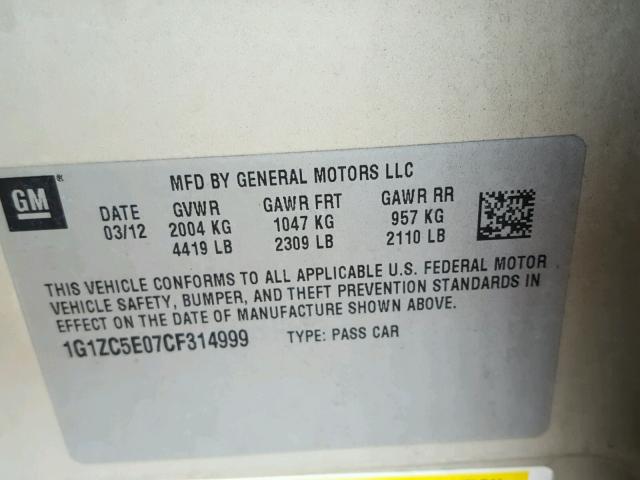 GM®
MFD BY GENERAL MOTORS LLC
DATE GVWR GAWR FRT GAWR RR
03/12 2004 KG 1047 KG 957 KG
4419 LB 2309 LB 2110 LB
THIS VEHICLE CONFORMS TO ALL APPLICABLE U.S. FEDERAL MOTOR
VEHICLE SAFETY, BUMPER, AND THEFT PREVENTION STANDARDS IN
EFFECT ON THE DATE OF MANUFACTURE SHOWN ABOVE.
1G1ZC5E07CF314999 TYPE: PASS CAR